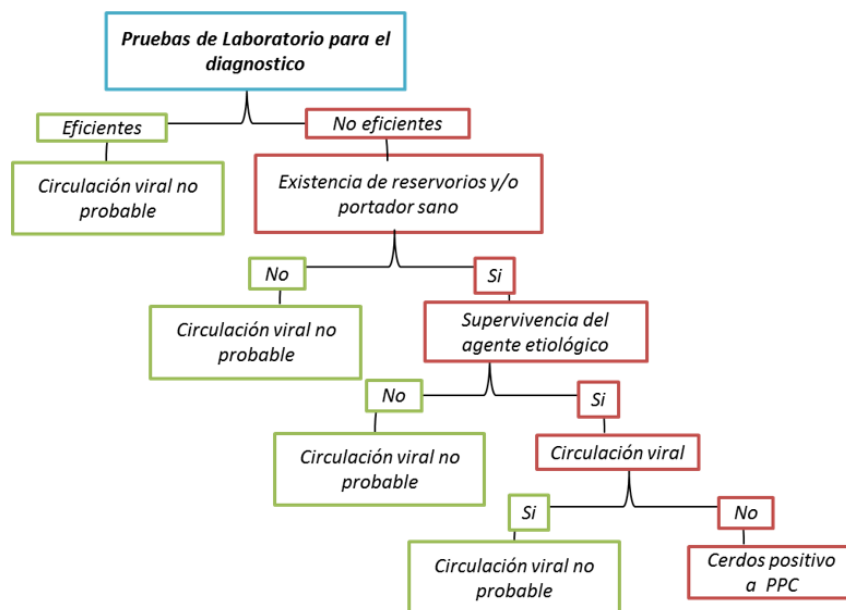 Pruebas de Laboratorio para el
diagnostico
Eficientes
No eficientes
Circulación viral no
probable
Existencia de reservorios y/o
portador sano
No
Si
Circulación viral no
probable
Supervivencia del
agente etiológico
No
Si
Circulación viral no
probable
Circulación viral
Si
No
Circulación viral no
probable
Cerdos positivo
a PPC